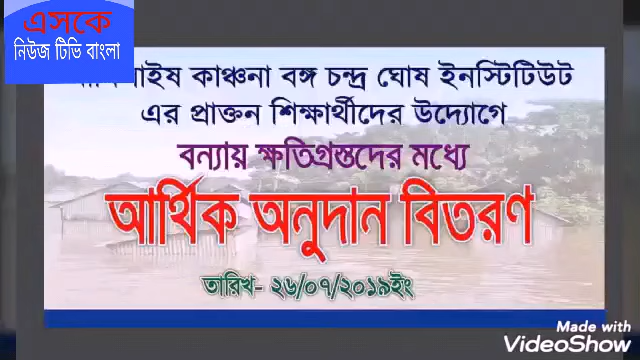 এসকে
নিউজ টিভি বাংলা
কাঞ্চনা বঙ্গ চন্দ্র ঘোষ ইনস্টিটিউট
এর প্রাক্তন শিক্ষার্থীদের উদ্যোগে
বন্যায় ক্ষতিগ্রস্তদের মধ্যে
আর্থিক অনুদান বিতরণ
তারিখ- ২৬/০৭/২০১৯ইং
Made with
VideoShow